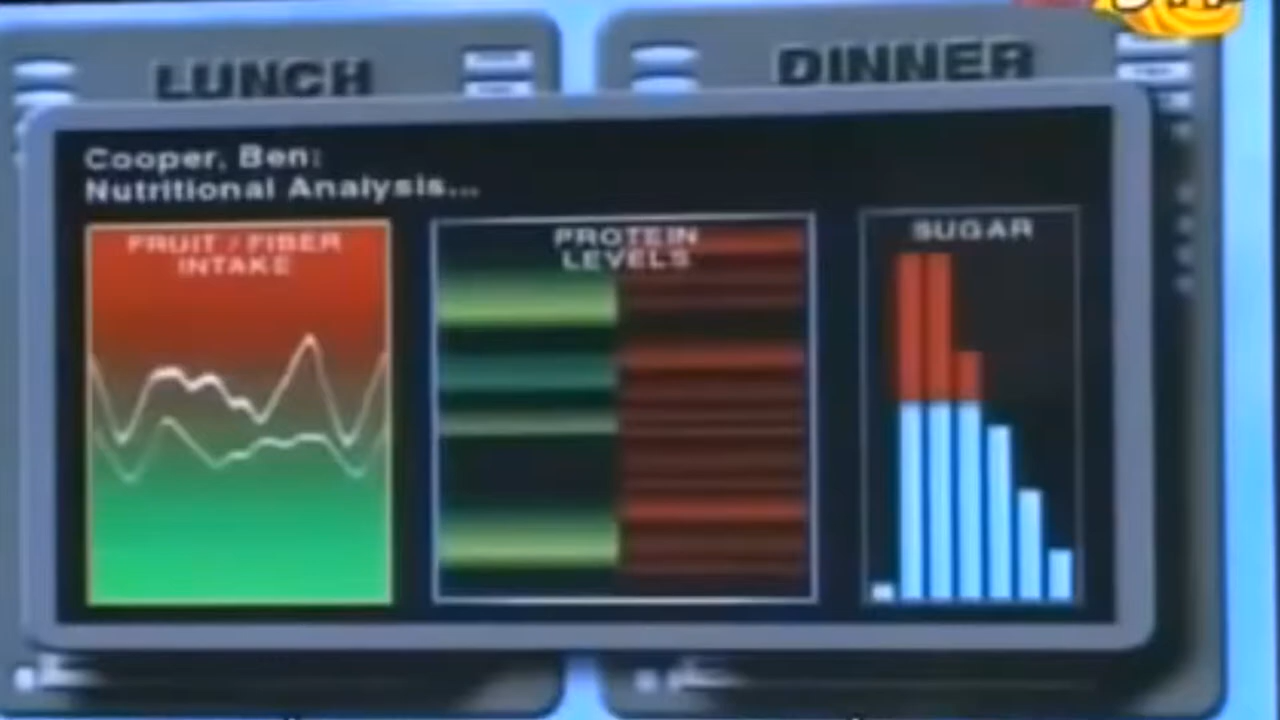 LUNCH
DINNER
Cooper, Ben:
Nutritional Analysis...
FRUIT / FIBER
INTAKE
PROTEIN
LEVELS
SUGAR